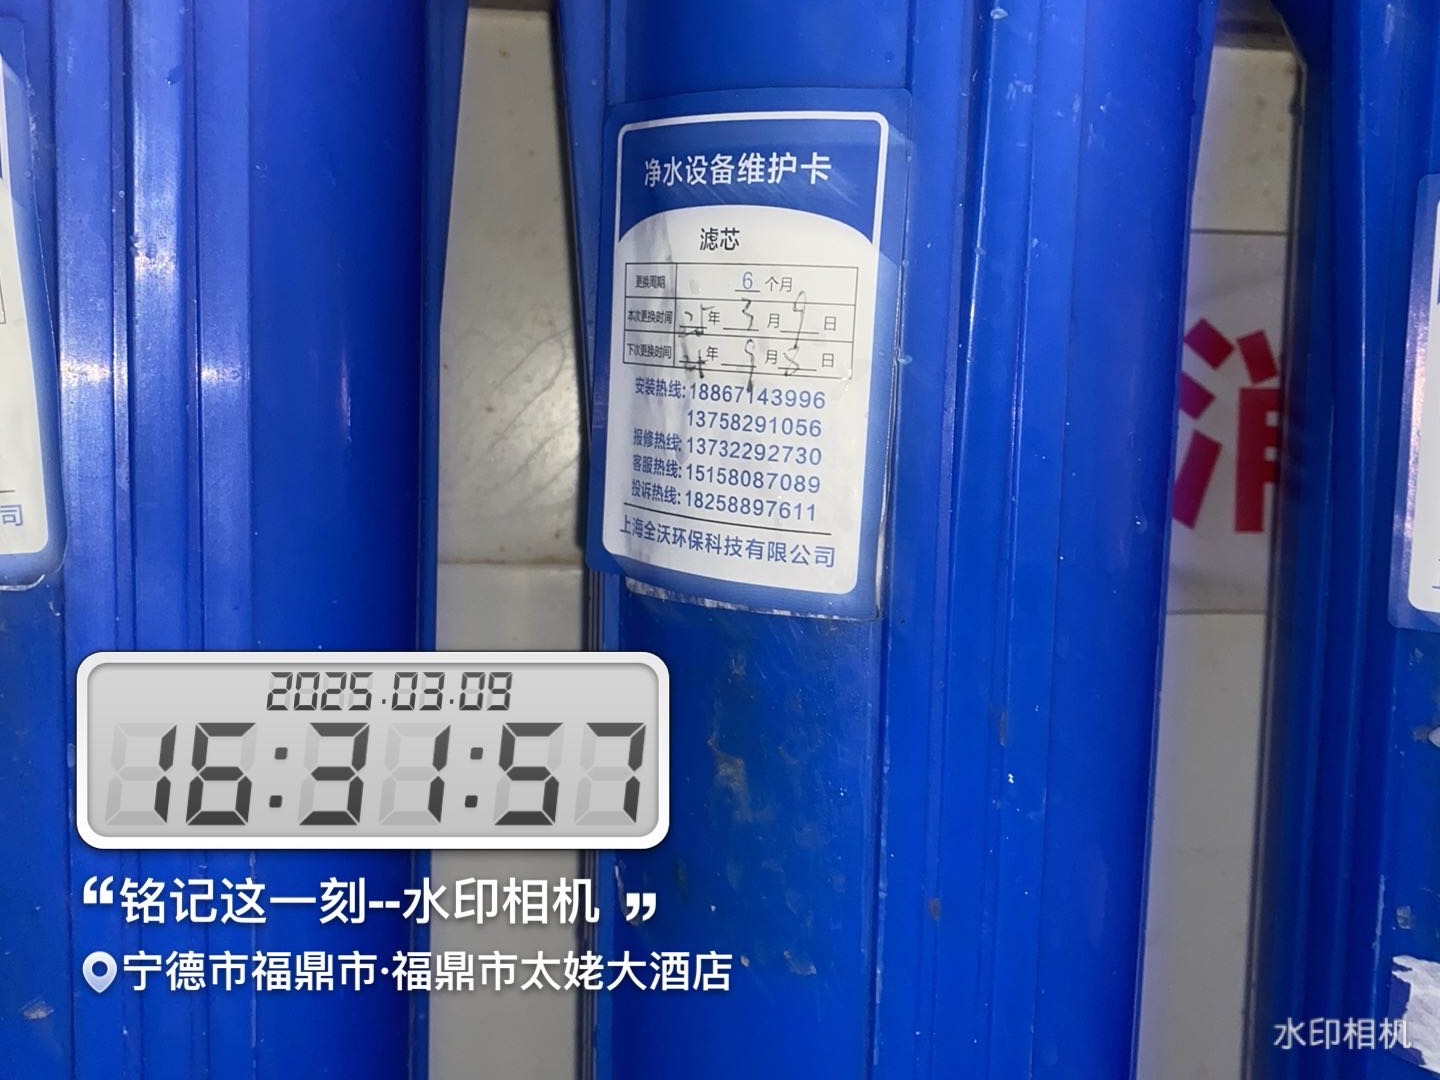 净水设备维护卡
滤芯
更换周期 6 个月
本次更换时间 25年 3月 9日
下次更换时间 年 9月 8日
安装热线:18867143996
13758291056
报修热线:13732292730
客服热线:15158087089
投诉热线:18258897611
上海全沃环保科技有限公司
司
消
2025.03.09
16:31:57
“铭记这一刻--水印相机”
宁德市福鼎市·福鼎市太姥大酒店
水印相机